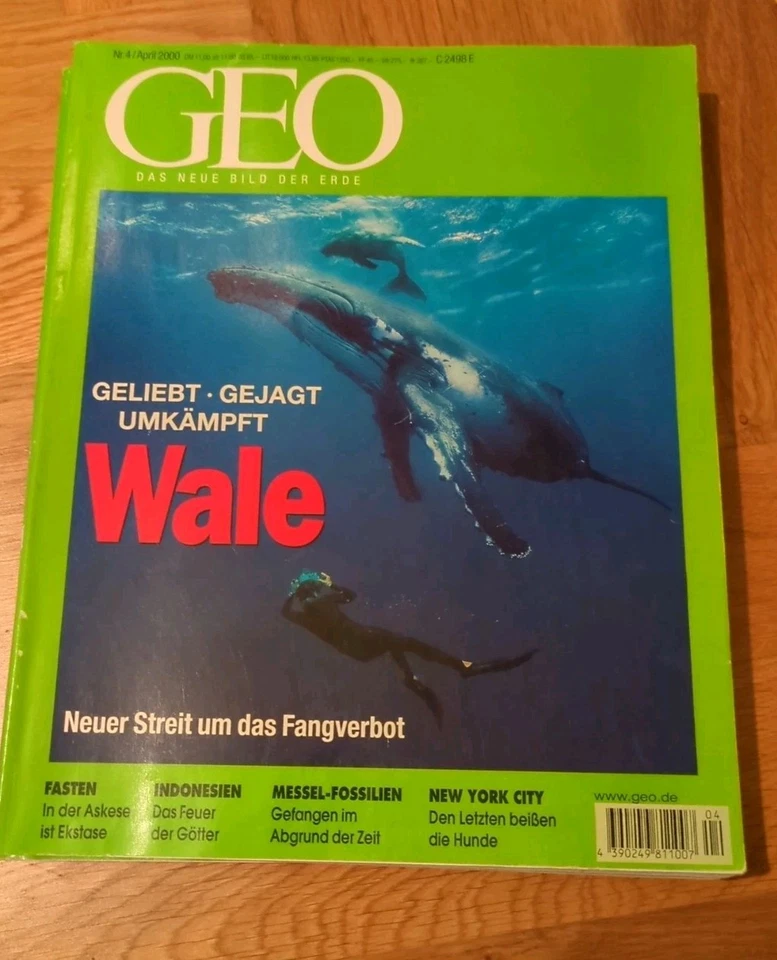 Nr. 4 / April 2000
C 2498 E
GEO
DAS NEUE BILD DER ERDE
GELIEBT · GEJAGT
UMKÄMPFT
Wale
Neuer Streit um das Fangverbot
FASTEN
In der Askese
ist Ekstase
INDONESIEN
Das Feuer
der Götter
MESSEL-FOSSILIEN
Gefangen im
Abgrund der Zeit
NEW YORK CITY
Den Letzten beißen
die Hunde
www.geo.de
04
4 390249 811007